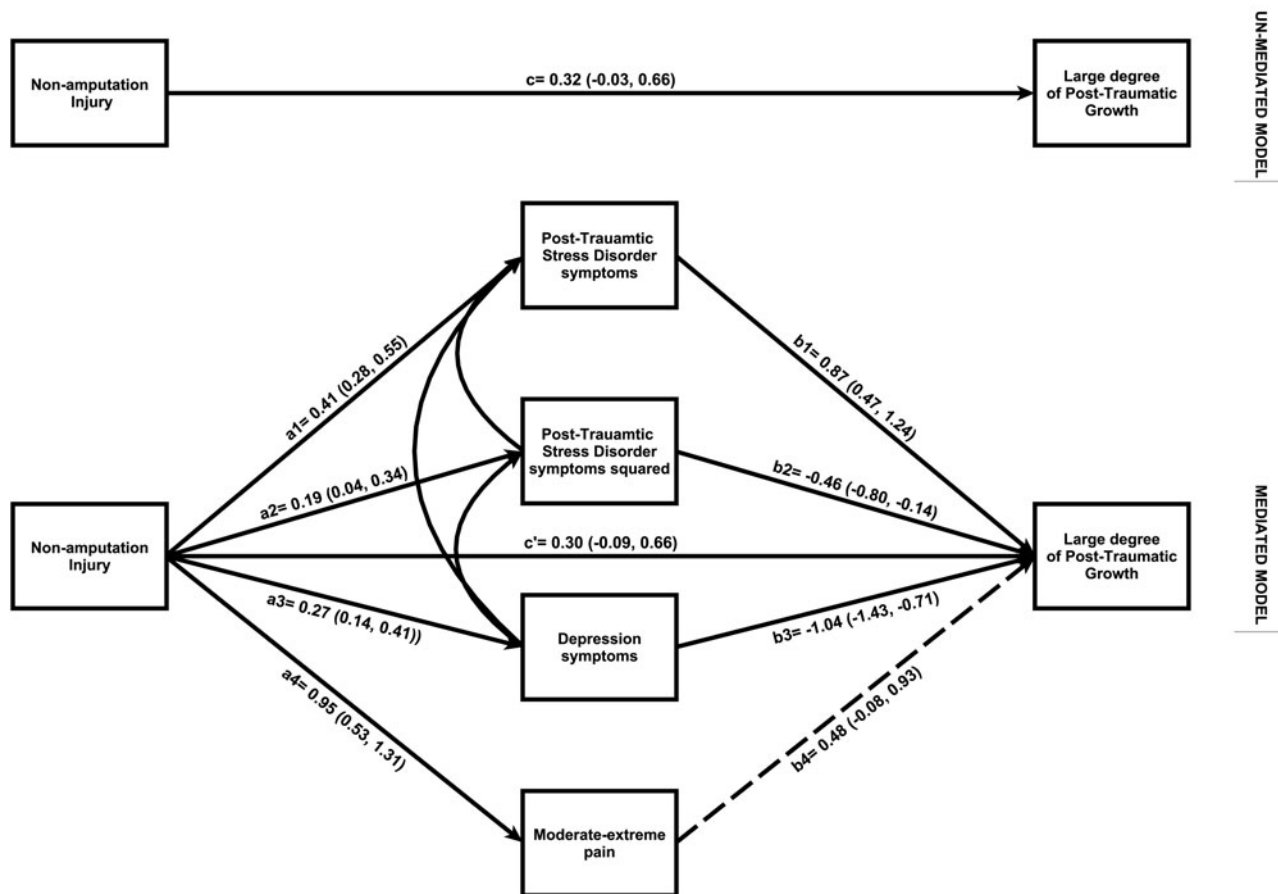 Non-amputation
Injury
c= 0.32 (-0.03, 0.66)
Large degree
of Post-Traumatic
Growth
UN-MEDIATED MODEL
Post-Trauamtic
Stress Disorder
symptoms
a1= 0.41 (0.28, 0.55)
b1= 0.87 (0.47, 1.24)
Post-Trauamtic
Stress Disorder
symptoms squared
a2= 0.19 (0.04, 0.34)
b2= -0.46 (-0.80, -0.14)
Non-amputation
Injury
c'= 0.30 (-0.09, 0.66)
Large degree
of Post-Traumatic
Growth
MEDIATED MODEL
a3= 0.27 (0.14, 0.41))
Depression
symptoms
b3= -1.04 (-1.43, -0.71)
a4= 0.95 (0.53, 1.31)
b4= 0.48 (-0.08, 0.93)
Moderate-extreme
pain